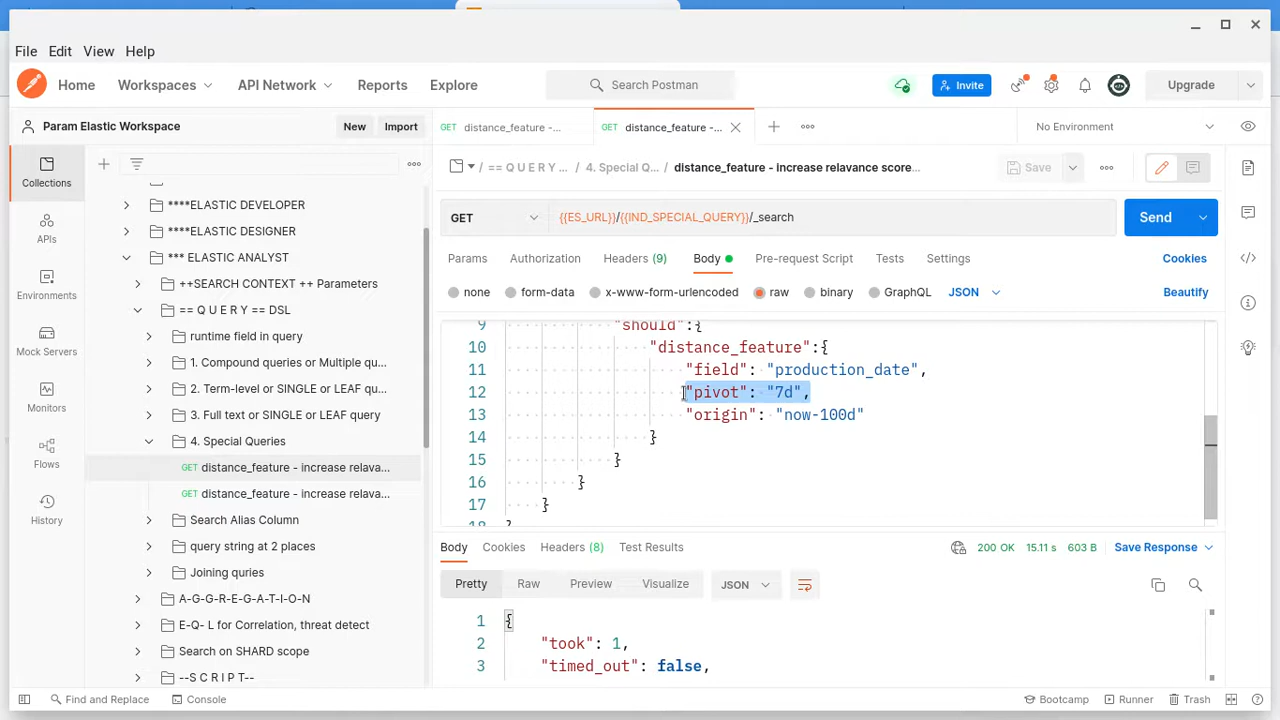 File Edit View Help
Home Workspaces API Network Reports Explore Search Postman Invite Upgrade
Param Elastic Workspace New Import GET distance_feature -... GET distance_feature -... No Environment
/ == Q U E R Y ... / 4. Special Q... / distance_feature - increase relavance score... Save
Collections
APIs
Environments
Mock Servers
Monitors
Flows
History
****ELASTIC DEVELOPER
****ELASTIC DESIGNER
*** ELASTIC ANALYST
++SEARCH CONTEXT ++ Parameters
== Q U E R Y == DSL
runtime field in query
1. Compound queries or Multiple qu...
2. Term-level or SINGLE or LEAF qu...
3. Full text or SINGLE or LEAF query
4. Special Queries
GET distance_feature - increase relava...
GET distance_feature - increase relava...
Search Alias Column
query string at 2 places
Joining quries
A-G-G-R-E-G-A-T-I-O-N
E-Q- L for Correlation, threat detect
Search on SHARD scope
--S C R I P T--
GET {{ES_URL}}/{{IND_SPECIAL_QUERY}}/_search Send
Params Authorization Headers (9) Body Pre-request Script Tests Settings Cookies
none form-data x-www-form-urlencoded raw binary GraphQL JSON Beautify
9 "should":{
10 "distance_feature":{
11 "field": "production_date",
12 "pivot": "7d",
13 "origin": "now-100d"
14 }
15 }
16 }
17 }
18 }
Body Cookies Headers (8) Test Results 200 OK 15.11 s 603 B Save Response
Pretty Raw Preview Visualize JSON
1 {
2 "took": 1,
3 "timed_out": false,
Find and Replace Console Bootcamp Runner Trash